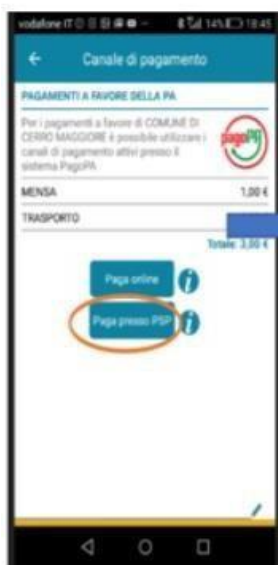 vodafone IT 14% 18:45
Canale di pagamento
PAGAMENTI A FAVORE DELLA PA
Per i pagamenti a favore di COMUNE DI
CERRO MAGGIORE è possibile utilizzare i
canali di pagamento attivi presso il
sistema PagoPA
pagoPA
MENSA 1,00 €
TRASPORTO
Totale: 3,00 €
Paga online i
Paga presso PSP i